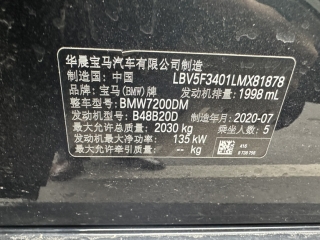 华晨宝马汽车有限公司制造
制造国：中国 LBV5F3401LMX81878
品牌：宝马(BMW)牌 发动机排量：1998 mL
整车型号：BMW7200DM
发动机型号：B48B20D 制造年月：2020-07
最大允许总质量：2030 kg 乘坐人数：5
发动机最大净功率：135 kW
最大允许牵引质量：-- kg